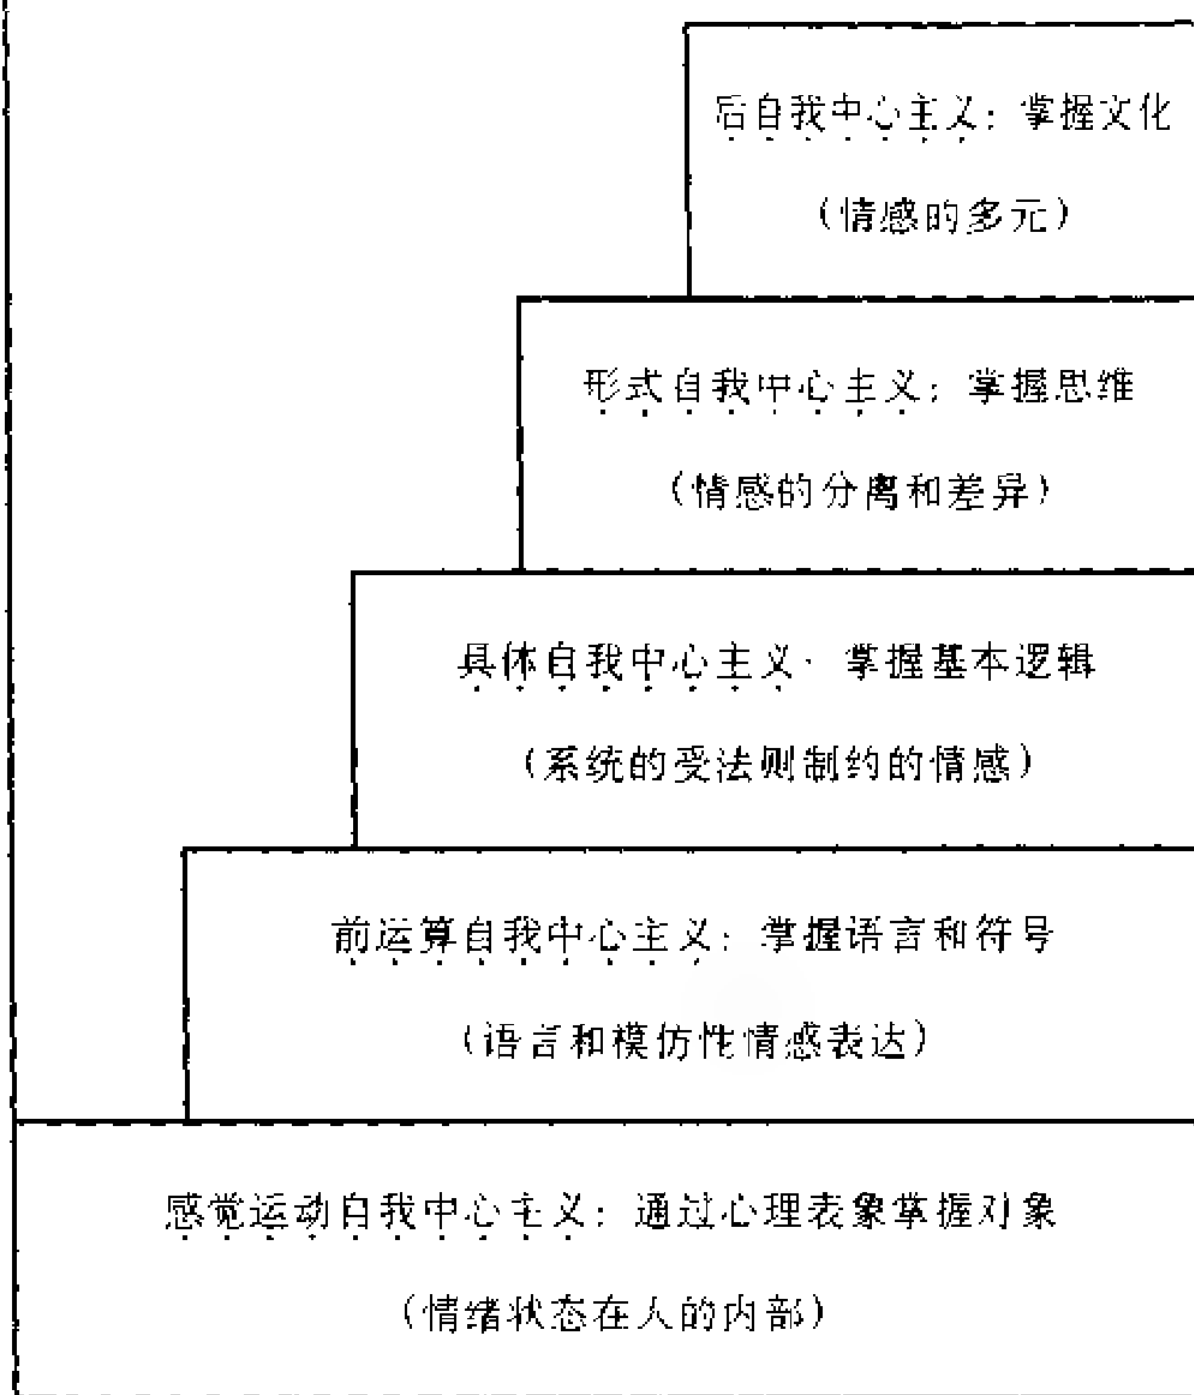 后自我中心主义：掌握文化
（情感的多元）
形式自我中心主义：掌握思维
（情感的分离和差异）
具体自我中心主义：掌握基本逻辑
（系统的受法则制约的情感）
前运算自我中心主义：掌握语言和符号
（语言和模仿性情感表达）
感觉运动自我中心主义：通过心理表象掌握对象
（情绪状态在人的内部）